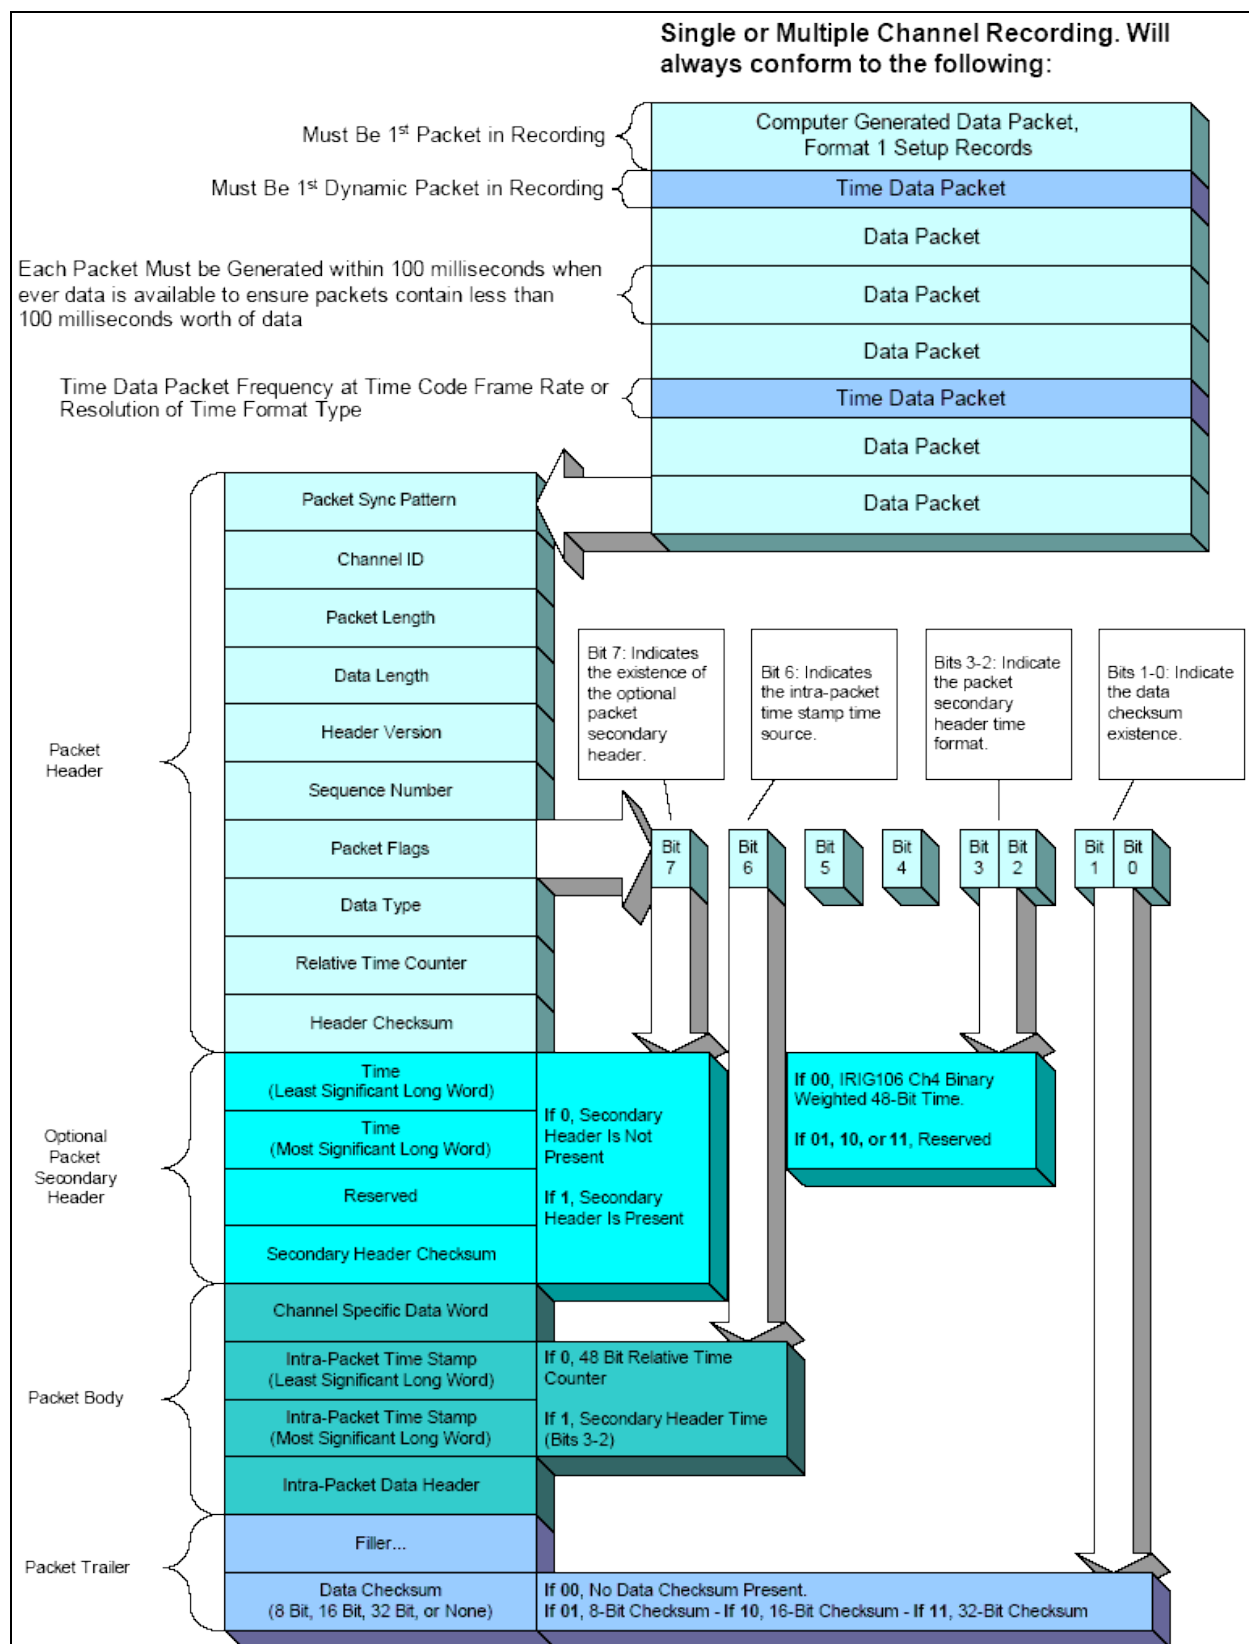 Single or Multiple Channel Recording. Will
always conform to the following:
Must Be 1st Packet in Recording
Computer Generated Data Packet,
Format 1 Setup Records
Must Be 1st Dynamic Packet in Recording
Time Data Packet
Data Packet
Each Packet Must be Generated within 100 milliseconds when
ever data is available to ensure packets contain less than
100 milliseconds worth of data
Data Packet
Data Packet
Time Data Packet Frequency at Time Code Frame Rate or
Resolution of Time Format Type
Time Data Packet
Data Packet
Data Packet
Packet
Header
Packet Sync Pattern
Channel ID
Packet Length
Data Length
Header Version
Sequence Number
Packet Flags
Data Type
Relative Time Counter
Header Checksum
Bit 7: Indicates
the existence of
the optional
packet
secondary
header.
Bit 6: Indicates
the intra-packet
time stamp time
source.
Bits 3-2: Indicate
the packet
secondary
header time
format.
Bits 1-0: Indicate
the data
checksum
existence.
Bit
7
Bit
6
Bit
5
Bit
4
Bit
3
Bit
2
Bit
1
Bit
0
Optional
Packet
Secondary
Header
Time
(Least Significant Long Word)
Time
(Most Significant Long Word)
Reserved
Secondary Header Checksum
If 0, Secondary
Header Is Not
Present
If 1, Secondary
Header Is Present
If 00, IRIG106 Ch4 Binary
Weighted 48-Bit Time.
If 01, 10, or 11, Reserved
Packet Body
Channel Specific Data Word
Intra-Packet Time Stamp
(Least Significant Long Word)
Intra-Packet Time Stamp
(Most Significant Long Word)
Intra-Packet Data Header
If 0, 48 Bit Relative Time
Counter
If 1, Secondary Header Time
(Bits 3-2)
Packet Trailer
Filler...
Data Checksum
(8 Bit, 16 Bit, 32 Bit, or None)
If 00, No Data Checksum Present.
If 01, 8-Bit Checksum - If 10, 16-Bit Checksum - If 11, 32-Bit Checksum